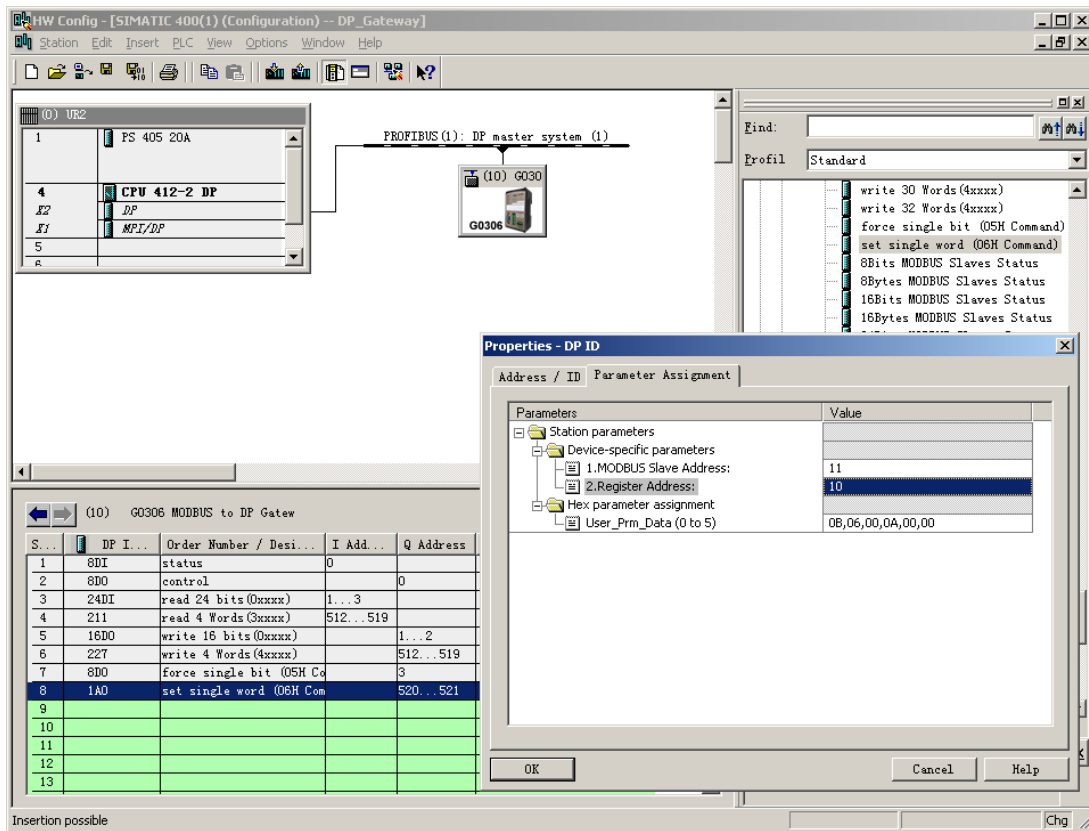 HW Config - [SIMATIC 400(1) (Configuration) -- DP_Gateway]
Station Edit Insert PLC View Options Window Help
(0) UR2
1 PS 405 20A
4 CPU 412-2 DP
X2 DP
X1 MPI/DP
5
6
PROFIBUS(1): DP master system (1)
(10) G030
G0306
Find:
Profil Standard
write 30 Words(4xxxx)
write 32 Words(4xxxx)
force single bit (05H Command)
set single word (06H Command)
8Bits MODBUS Slaves Status
8Bytes MODBUS Slaves Status
16Bits MODBUS Slaves Status
16Bytes MODBUS Slaves Status
Properties - DP ID
Address / ID Parameter Assignment
Parameters Value
Station parameters
Device-specific parameters
1.MODBUS Slave Address: 11
2.Register Address: 10
Hex parameter assignment
User_Prm_Data (0 to 5) 0B,06,00,0A,00,00
OK Cancel Help
(10) G0306 MODBUS to DP Gatew
S... DP I... Order Number / Desi... I Add... Q Address
1 8DI status 0
2 8DO control 0
3 24DI read 24 bits(0xxxx) 1...3
4 211 read 4 Words(3xxxx) 512...519
5 16DO write 16 bits(0xxxx) 1...2
6 227 write 4 Words(4xxxx) 512...519
7 8DO force single bit (05H Co 3
8 1AO set single word (06H Com 520...521
9
10
11
12
13
Insertion possible Chg